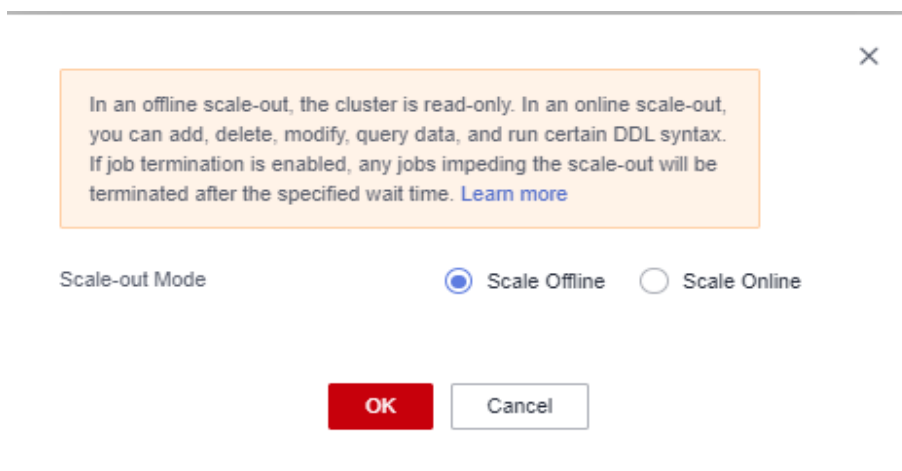 In an offline scale-out, the cluster is read-only. In an online scale-out,
you can add, delete, modify, query data, and run certain DDL syntax.
If job termination is enabled, any jobs impeding the scale-out will be
terminated after the specified wait time. Learn more
Scale-out Mode Scale Offline Scale Online
OK Cancel